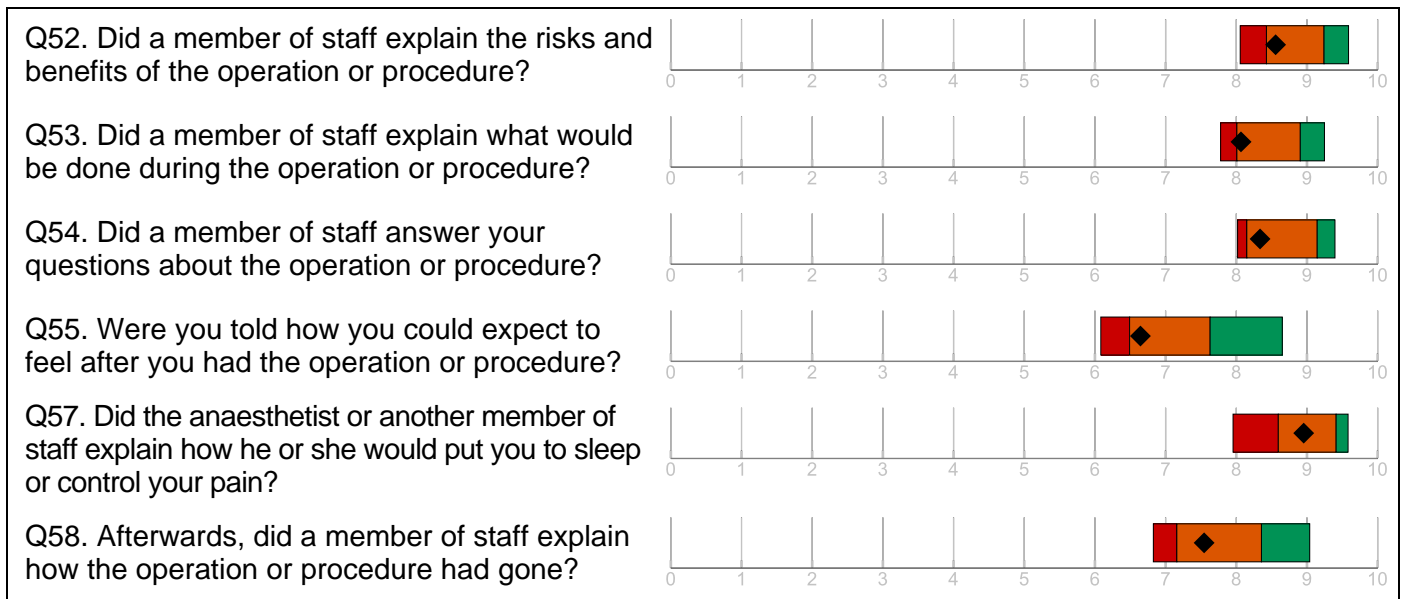 Q52. Did a member of staff explain the risks and
benefits of the operation or procedure?
0 1 2 3 4 5 6 7 8 9 10
Q53. Did a member of staff explain what would
be done during the operation or procedure?
0 1 2 3 4 5 6 7 8 9 10
Q54. Did a member of staff answer your
questions about the operation or procedure?
0 1 2 3 4 5 6 7 8 9 10
Q55. Were you told how you could expect to
feel after you had the operation or procedure?
0 1 2 3 4 5 6 7 8 9 10
Q57. Did the anaesthetist or another member of
staff explain how he or she would put you to sleep
or control your pain?
0 1 2 3 4 5 6 7 8 9 10
Q58. Afterwards, did a member of staff explain
how the operation or procedure had gone?
0 1 2 3 4 5 6 7 8 9 10